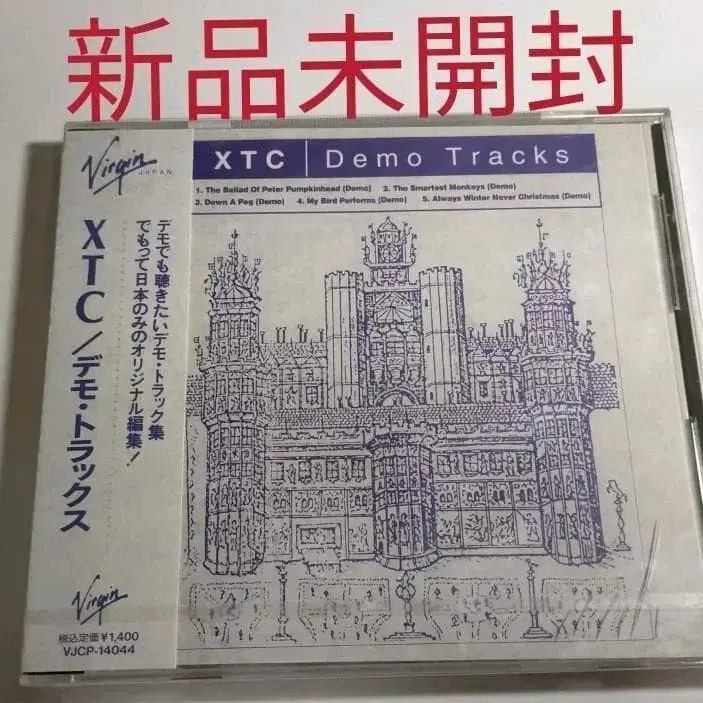 新品未開封
Virgin
JAPAN
XTC | Demo Tracks
1. The Ballad Of Peter Pumpkinhead (Demo) 2. The Smartest Monkeys (Demo)
3. Down A Peg (Demo) 4. My Bird Performs (Demo) 5. Always Winter Never Christmas (Demo)
XTC/デモ・トラックス
デモでも聴きたいデモ・トラック集
でもって日本のみのオリジナル編集!
Virgin
税込定価¥1,400
VJCP-14044